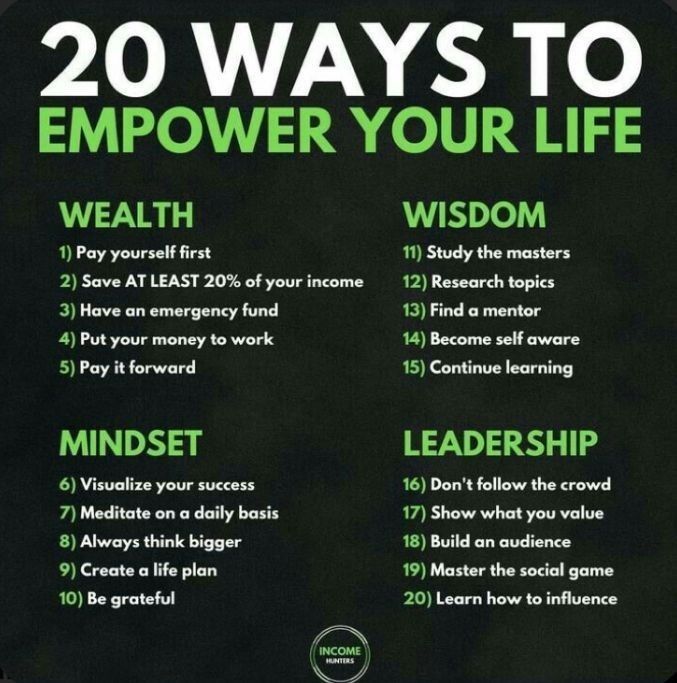 20 WAYS TO
EMPOWER YOUR LIFE
WEALTH
1) Pay yourself first
2) Save AT LEAST 20% of your income
3) Have an emergency fund
4) Put your money to work
5) Pay it forward
WISDOM
11) Study the masters
12) Research topics
13) Find a mentor
14) Become self aware
15) Continue learning
MINDSET
6) Visualize your success
7) Meditate on a daily basis
8) Always think bigger
9) Create a life plan
10) Be grateful
LEADERSHIP
16) Don't follow the crowd
17) Show what you value
18) Build an audience
19) Master the social game
20) Learn how to influence
INCOME
HUNTERS